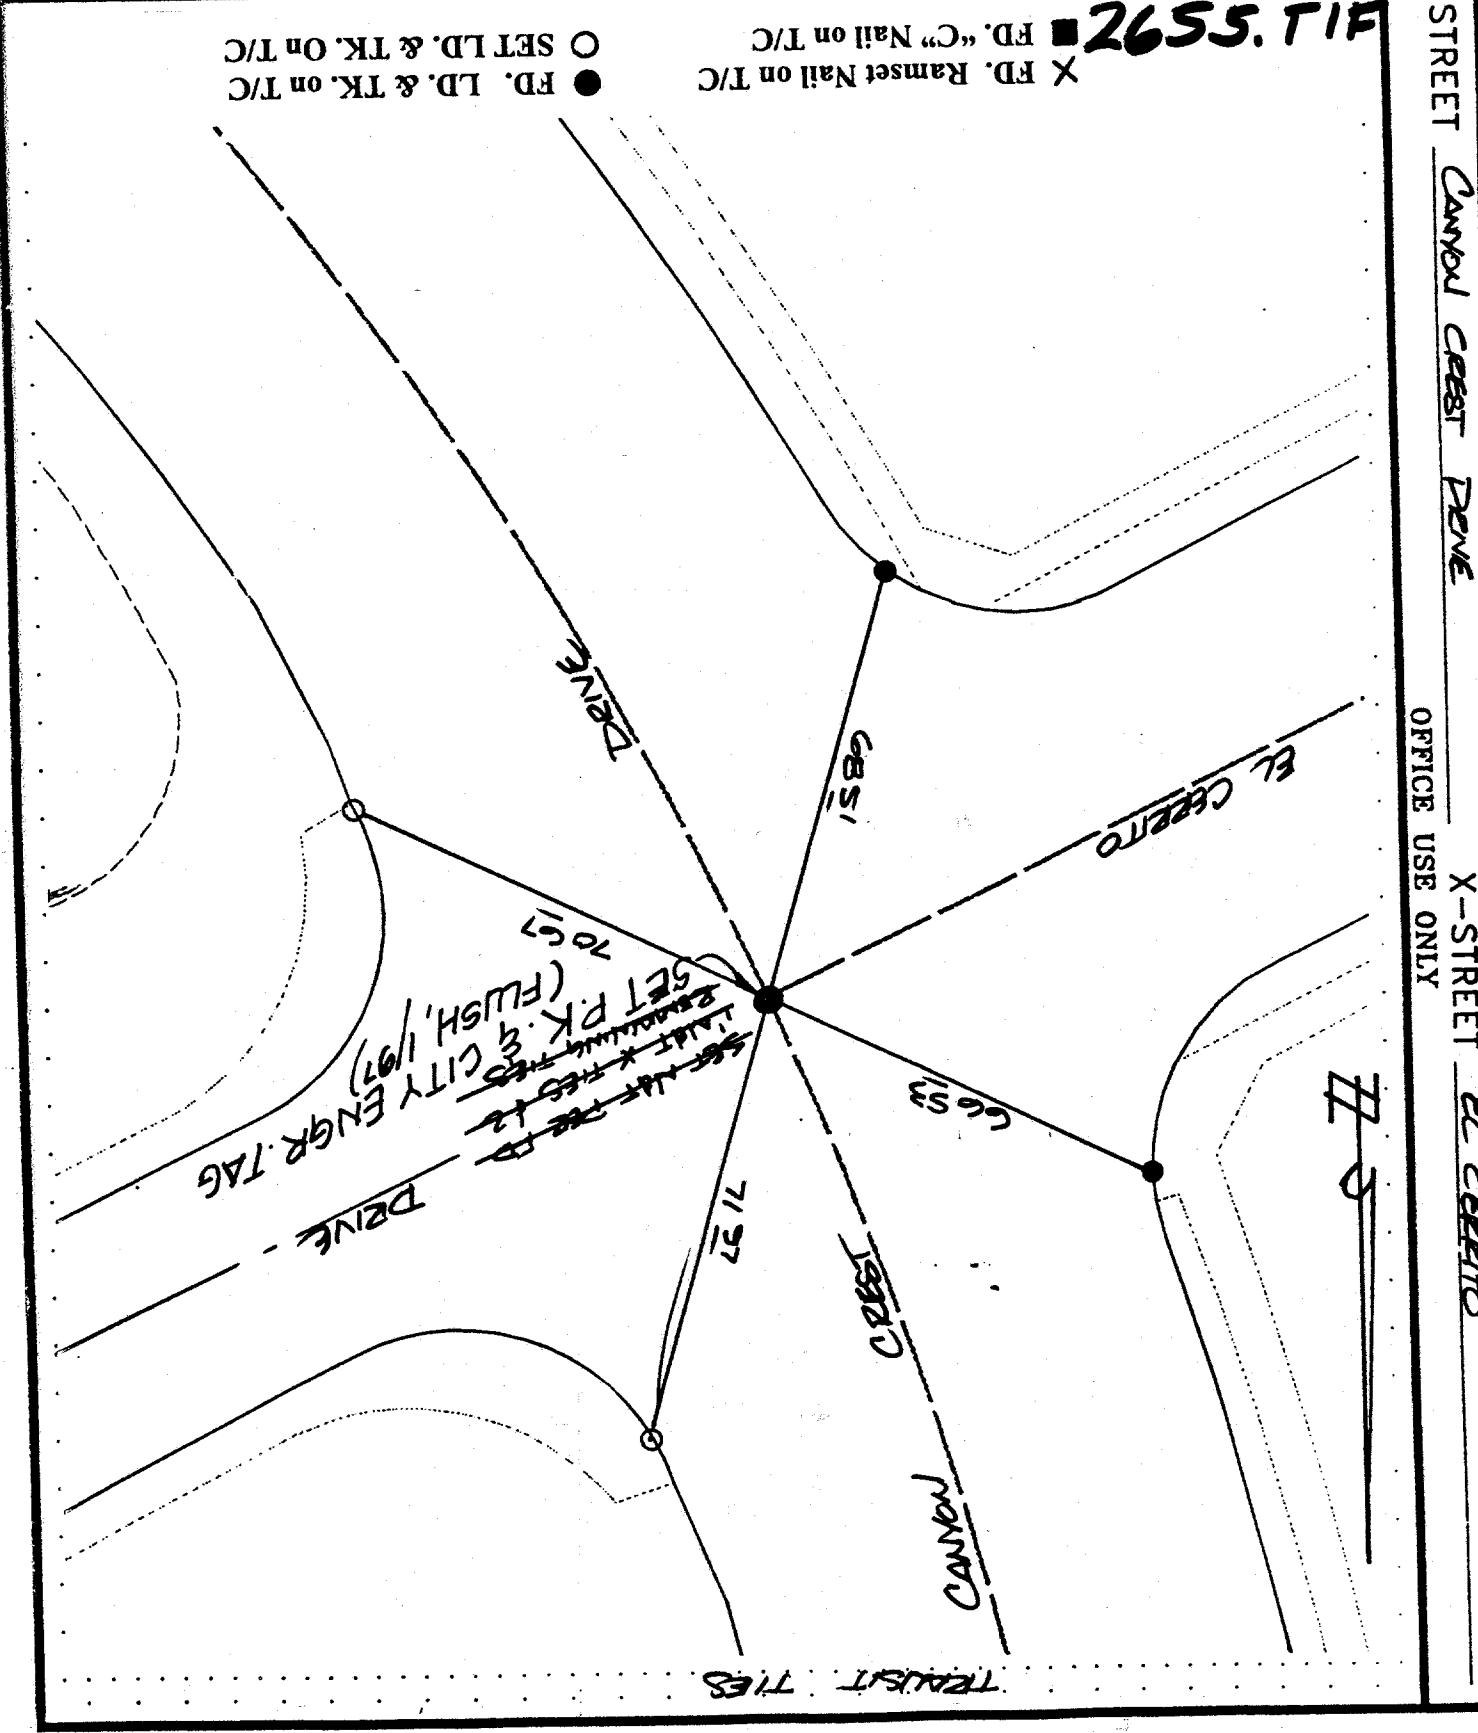 2655.TIF
STREET CANYON CREST DRIVE
X-STREET EL CERRITO
OFFICE USE ONLY
TRANSIT TIES
CANYON
CREST
DRIVE
EL CERRITO
DRIVE
71 97
66 53
68 51
70 67
SET P.K. & CITY ENGR. TAG
(FLUSH, 1/97)
● FD. LD. & TK. on T/C
○ SET LD. & TK. On T/C
X FD. Ramset Nail on T/C
■ FD. "C" Nail on T/C